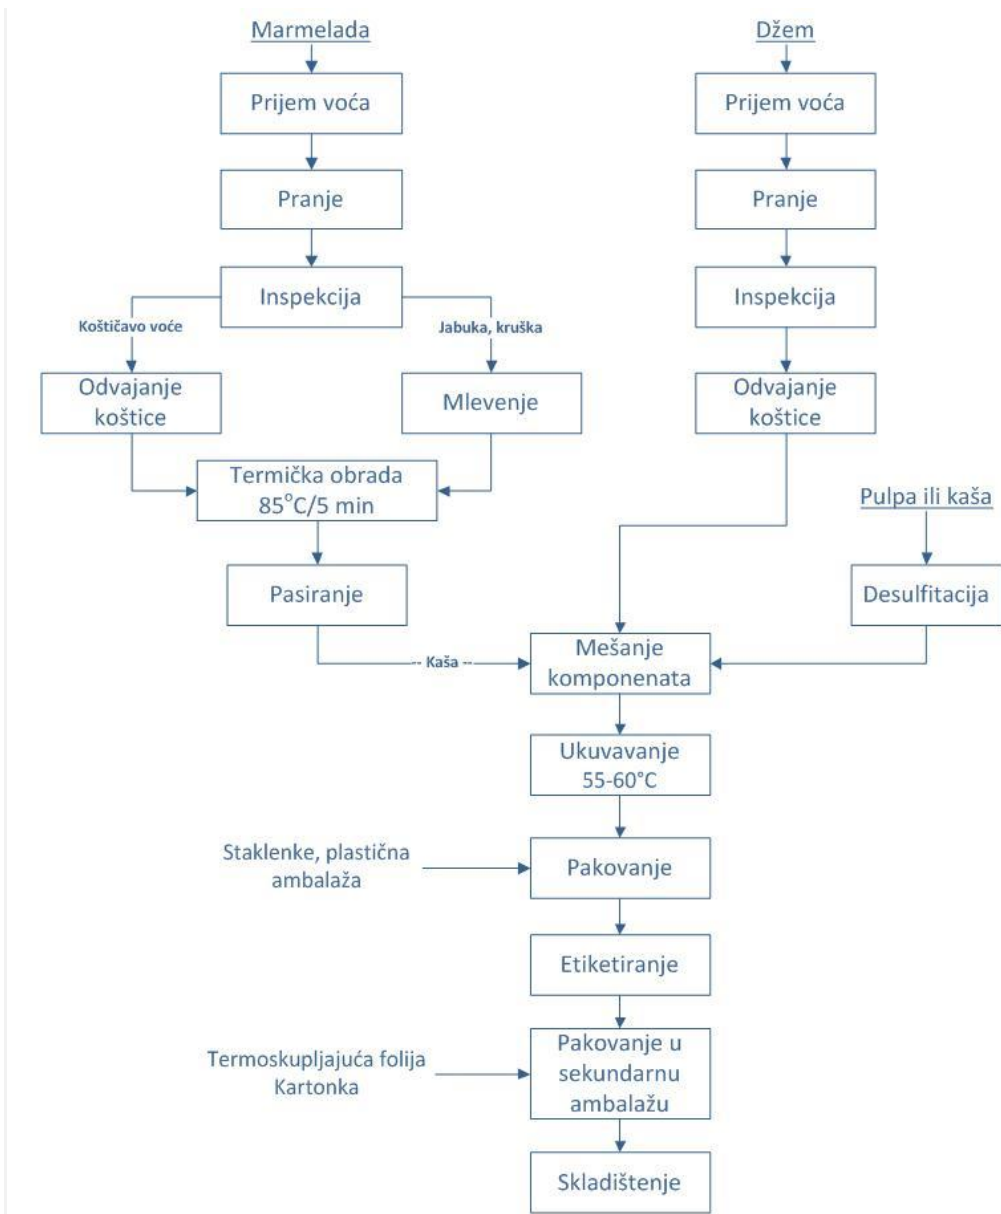 Marmelada
Džem
Prijem voća
Prijem voća
Pranje
Pranje
Inspekcija
Inspekcija
Koštičavo voće
Jabuka, kruška
Odvajanje
koštice
Mlevenje
Odvajanje
koštice
Termička obrada
85°C/5 min
Pulpa ili kaša
Pasiranje
Desulfitacija
-- Kaša --
Mešanje
komponenata
Ukuvavanje
55-60°C
Staklenke, plastična
ambalaža
Pakovanje
Etiketiranje
Termoskupljajuća folija
Kartonka
Pakovanje u
sekundarnu
ambalažu
Skladištenje